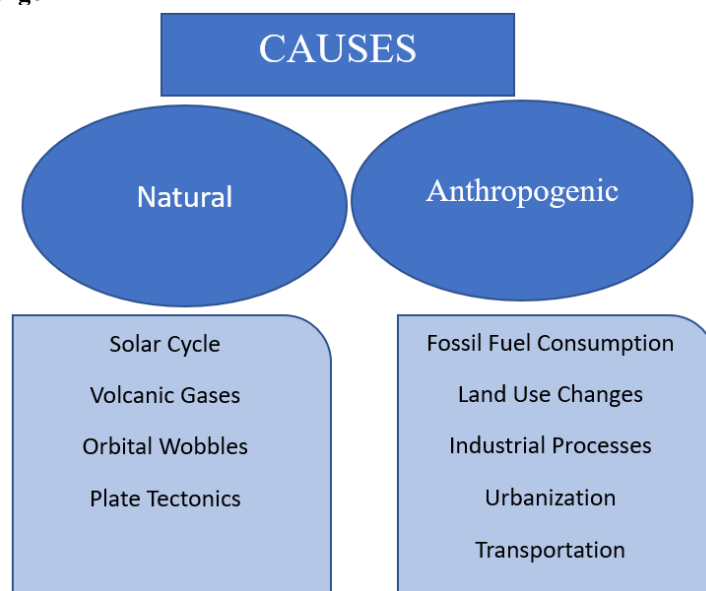 CAUSES
Natural
Anthropogenic
Solar Cycle
Volcanic Gases
Orbital Wobbles
Plate Tectonics
Fossil Fuel Consumption
Land Use Changes
Industrial Processes
Urbanization
Transportation